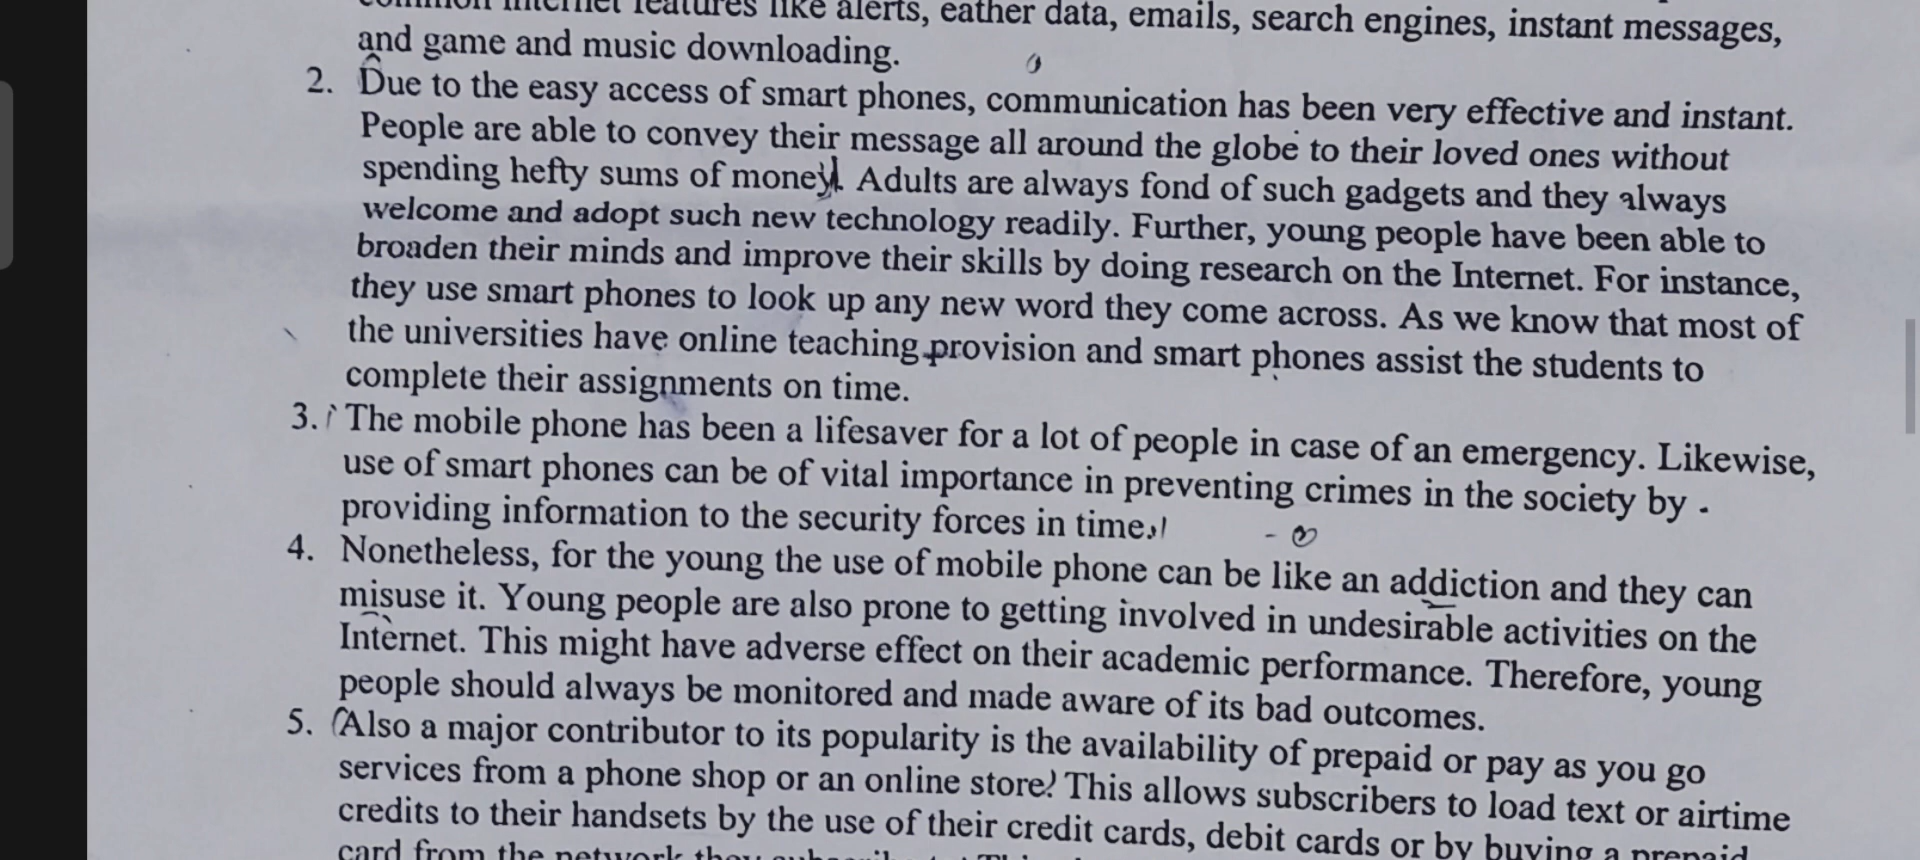 common internet features like alerts, eather data, emails, search engines, instant messages,
and game and music downloading.
2. Due to the easy access of smart phones, communication has been very effective and instant.
People are able to convey their message all around the globe to their loved ones without
spending hefty sums of money. Adults are always fond of such gadgets and they always
welcome and adopt such new technology readily. Further, young people have been able to
broaden their minds and improve their skills by doing research on the Internet. For instance,
they use smart phones to look up any new word they come across. As we know that most of
the universities have online teaching provision and smart phones assist the students to
complete their assignments on time.
3. The mobile phone has been a lifesaver for a lot of people in case of an emergency. Likewise,
use of smart phones can be of vital importance in preventing crimes in the society by
providing information to the security forces in time.
4. Nonetheless, for the young the use of mobile phone can be like an addiction and they can
misuse it. Young people are also prone to getting involved in undesirable activities on the
Internet. This might have adverse effect on their academic performance. Therefore, young
people should always be monitored and made aware of its bad outcomes.
5. Also a major contributor to its popularity is the availability of prepaid or pay as you go
services from a phone shop or an online store. This allows subscribers to load text or airtime
credits to their handsets by the use of their credit cards, debit cards or by buying a prepaid
card from the network they